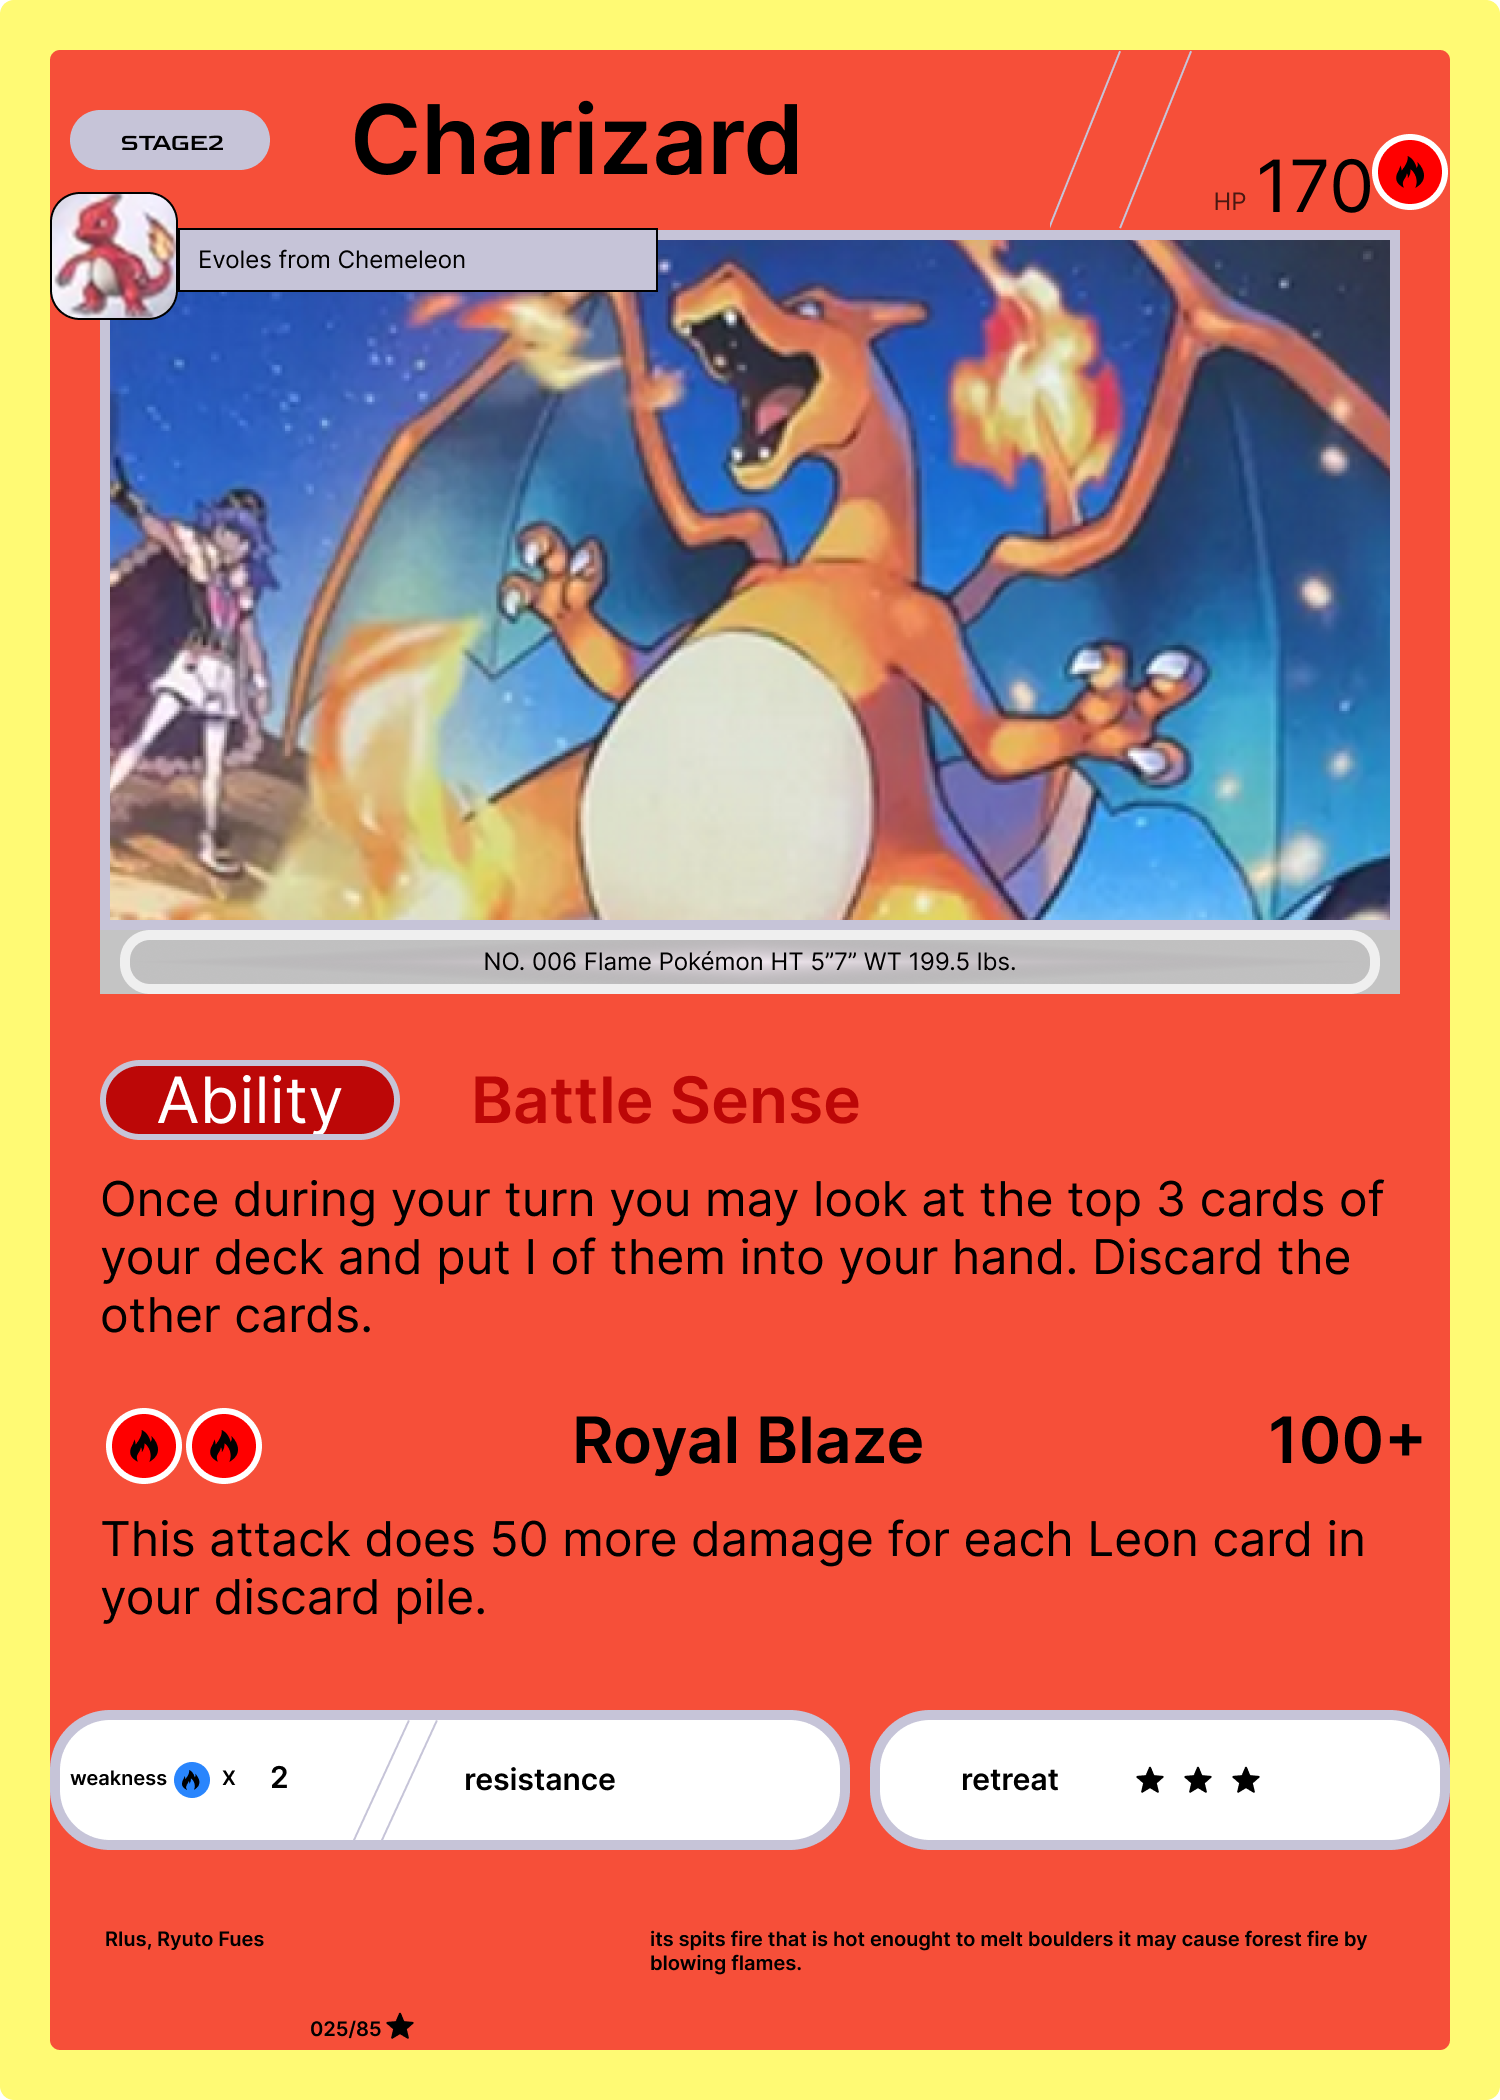 STAGE2
Charizard
HP 170
Evoles from Chemeleon
NO. 006 Flame Pokémon HT 5”7” WT 199.5 lbs.
Ability
Battle Sense
Once during your turn you may look at the top 3 cards of
your deck and put I of them into your hand. Discard the
other cards.
Royal Blaze
100+
This attack does 50 more damage for each Leon card in
your discard pile.
weakness X 2
resistance
retreat
RIus, Ryuto Fues
its spits fire that is hot enought to melt boulders it may cause forest fire by
blowing flames.
025/85